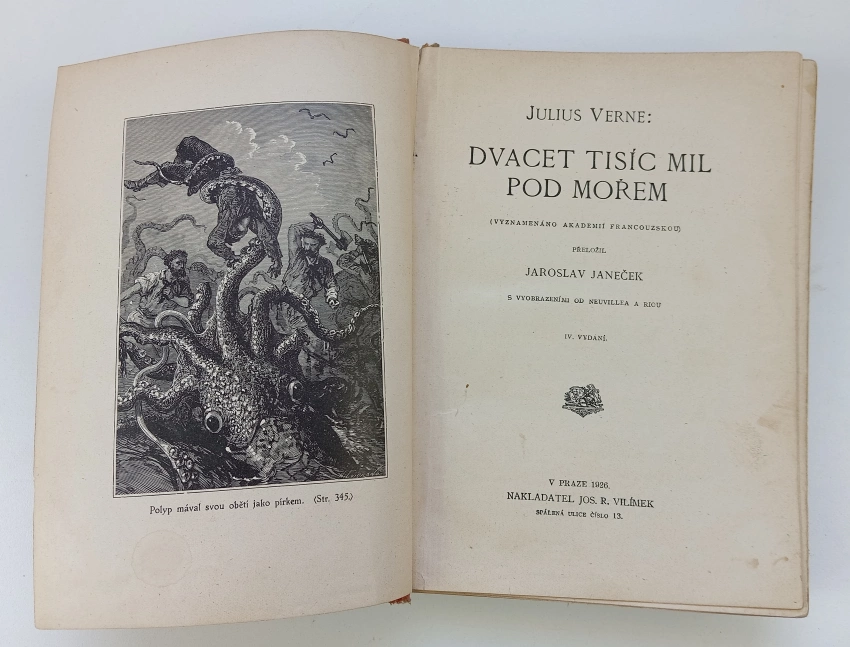 Polyp mával svou obětí jako pírkem. (Str. 345.)
JULIUS VERNE:
DVACET TISÍC MIL
POD MOŘEM
(VYZNAMENÁNO AKADEMIÍ FRANCOUZSKOU)
PŘELOŽIL
JAROSLAV JANEČEK
S VYOBRAZENÍMI OD NEUVILLEA A RIOU
IV. VYDÁNÍ.
V PRAZE 1926.
NAKLADATEL JOS. R. VILÍMEK
SPÁLENÁ ULICE ČÍSLO 13.